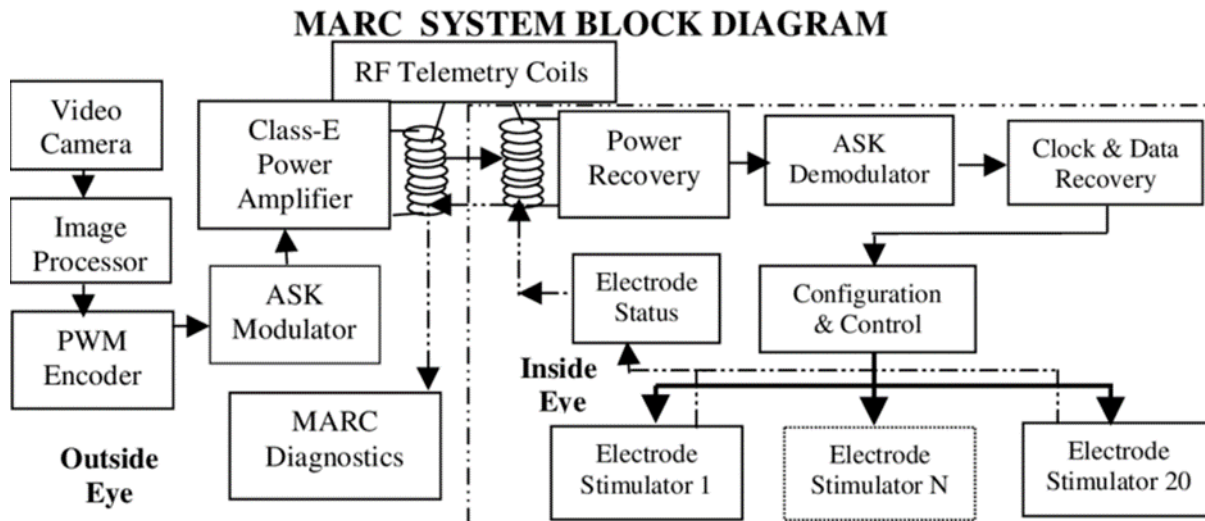 MARC SYSTEM BLOCK DIAGRAM
RF Telemetry Coils
Video
Camera
Class-E
Power
Amplifier
Power
Recovery
ASK
Demodulator
Clock & Data
Recovery
Image
Processor
ASK
Modulator
Electrode
Status
Configuration
& Control
PWM
Encoder
Inside
Eye
MARC
Diagnostics
Outside
Eye
Electrode
Stimulator 1
Electrode
Stimulator N
Electrode
Stimulator 20